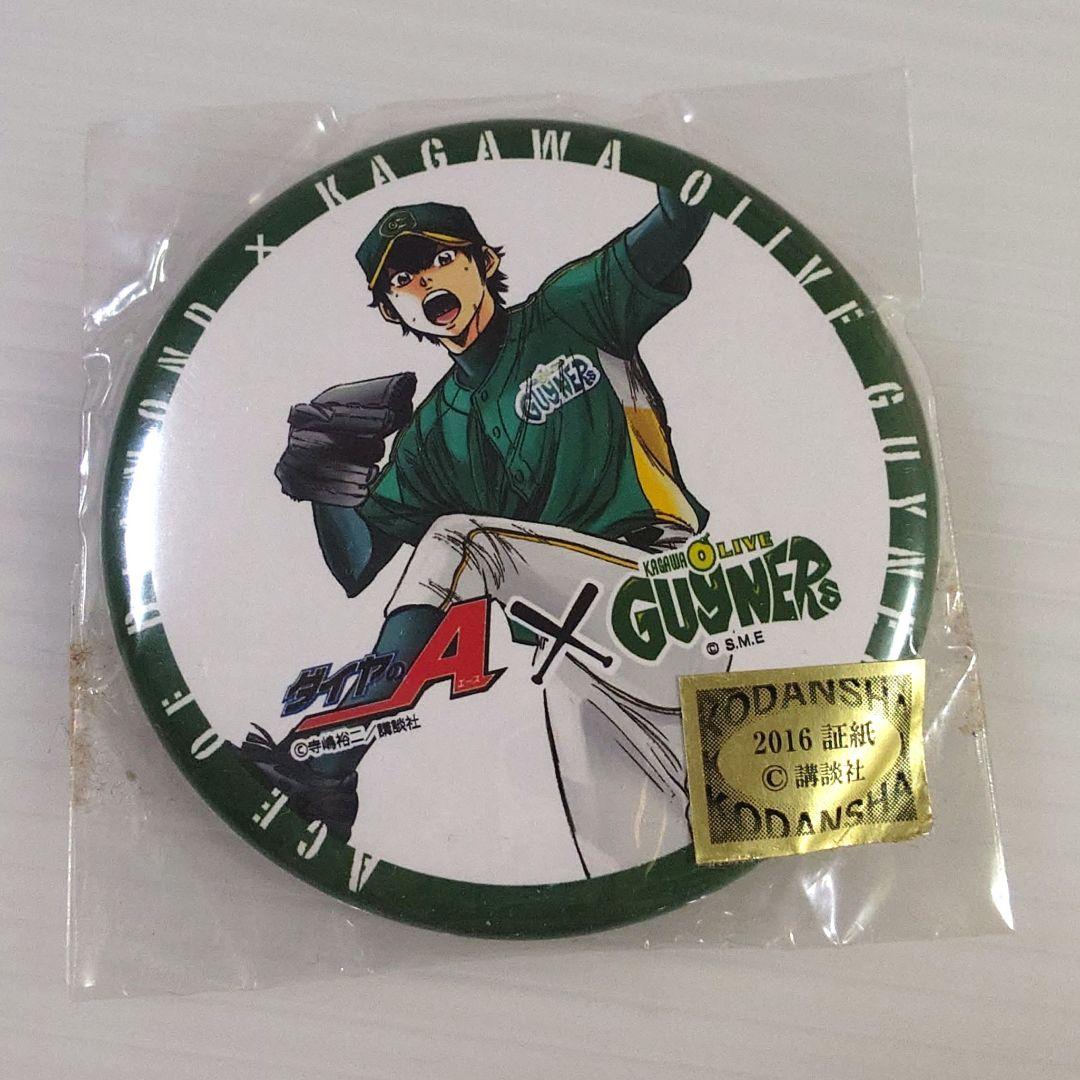 ACE OF DIAMOND × KAGAWA OLIVE GUYNE
GUYNERS
KAGAWA OLIVE
GUYNERS
© S.M.E
ダイヤのA
エース
©寺嶋裕二/講談社
KODANSHA
2016 証紙
© 講談社
KODANSHA